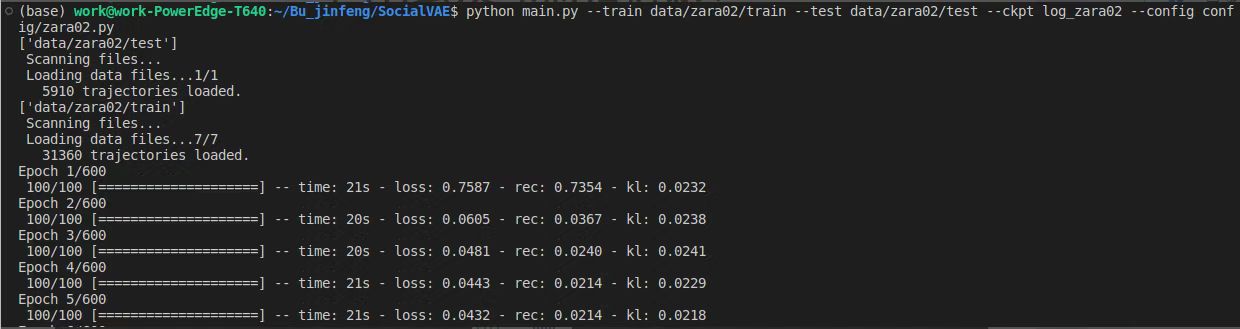 (base) work@work-PowerEdge-T640:~/Bu_jinfeng/SocialVAE$ python main.py --train data/zara02/train --test data/zara02/test --ckpt log_zara02 --config conf
ig/zara02.py
['data/zara02/test']
Scanning files...
Loading data files...1/1
5910 trajectories loaded.
['data/zara02/train']
Scanning files...
Loading data files...7/7
31360 trajectories loaded.
Epoch 1/600
100/100 [====================] -- time: 21s - loss: 0.7587 - rec: 0.7354 - kl: 0.0232
Epoch 2/600
100/100 [====================] -- time: 20s - loss: 0.0605 - rec: 0.0367 - kl: 0.0238
Epoch 3/600
100/100 [====================] -- time: 20s - loss: 0.0481 - rec: 0.0240 - kl: 0.0241
Epoch 4/600
100/100 [====================] -- time: 21s - loss: 0.0443 - rec: 0.0214 - kl: 0.0229
Epoch 5/600
100/100 [====================] -- time: 21s - loss: 0.0432 - rec: 0.0214 - kl: 0.0218